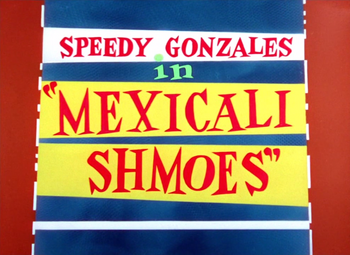 SPEEDY GONZALES
in
"MEXICALI
SHMOES"